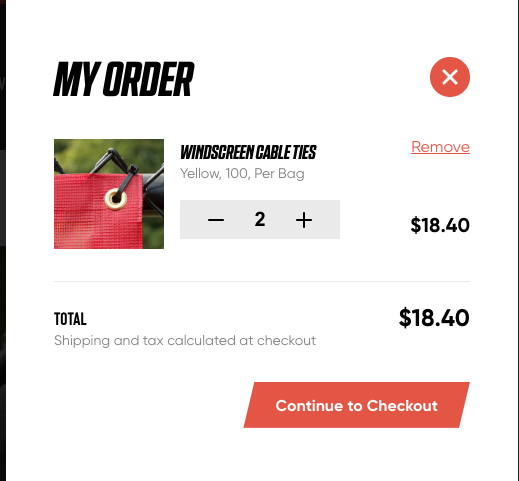 MY ORDER
WINDSCREEN CABLE TIES
Remove
Yellow, 100, Per Bag
2
$18.40
TOTAL
$18.40
Shipping and tax calculated at checkout
Continue to Checkout